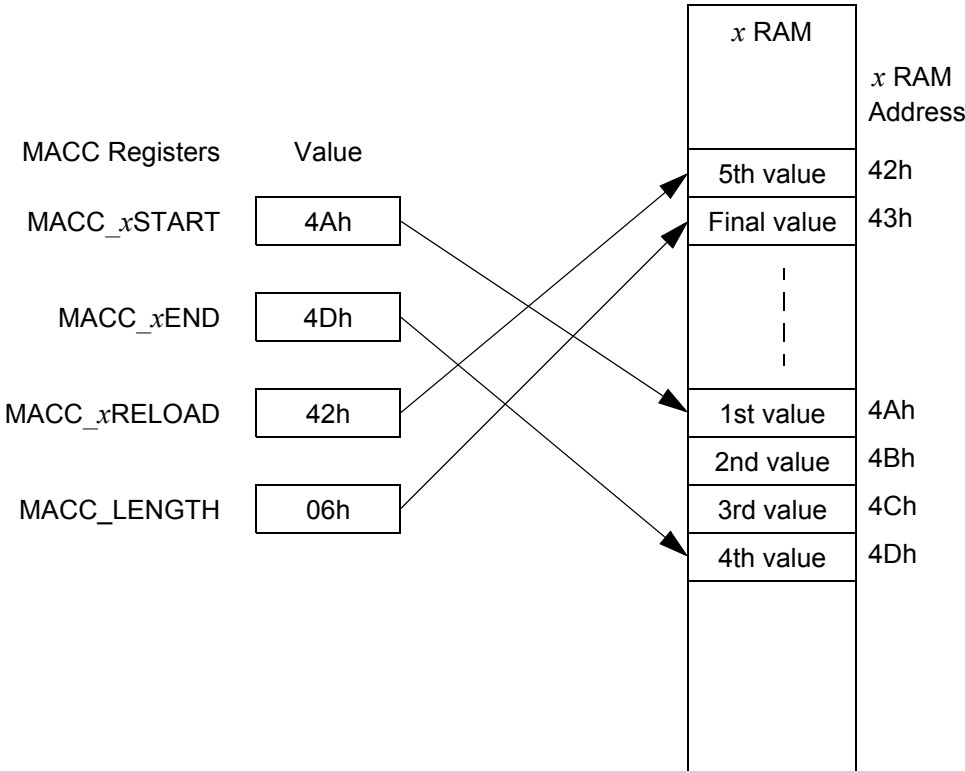 x RAM
x RAM
Address
MACC Registers Value
5th value 42h
MACC_xSTART 4Ah Final value 43h
MACC_xEND 4Dh
MACC_xRELOAD 42h 1st value 4Ah
2nd value 4Bh
MACC_LENGTH 06h 3rd value 4Ch
4th value 4Dh